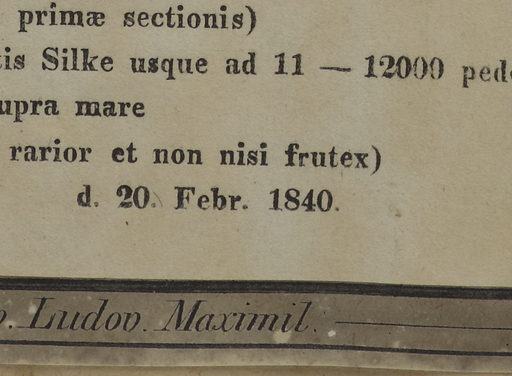 primæ sectionis)
tis Silke usque ad 11 — 12000 ped
upra mare
rarior et non nisi frutex)
d. 20. Febr. 1840.
. Ludov. Maximil.